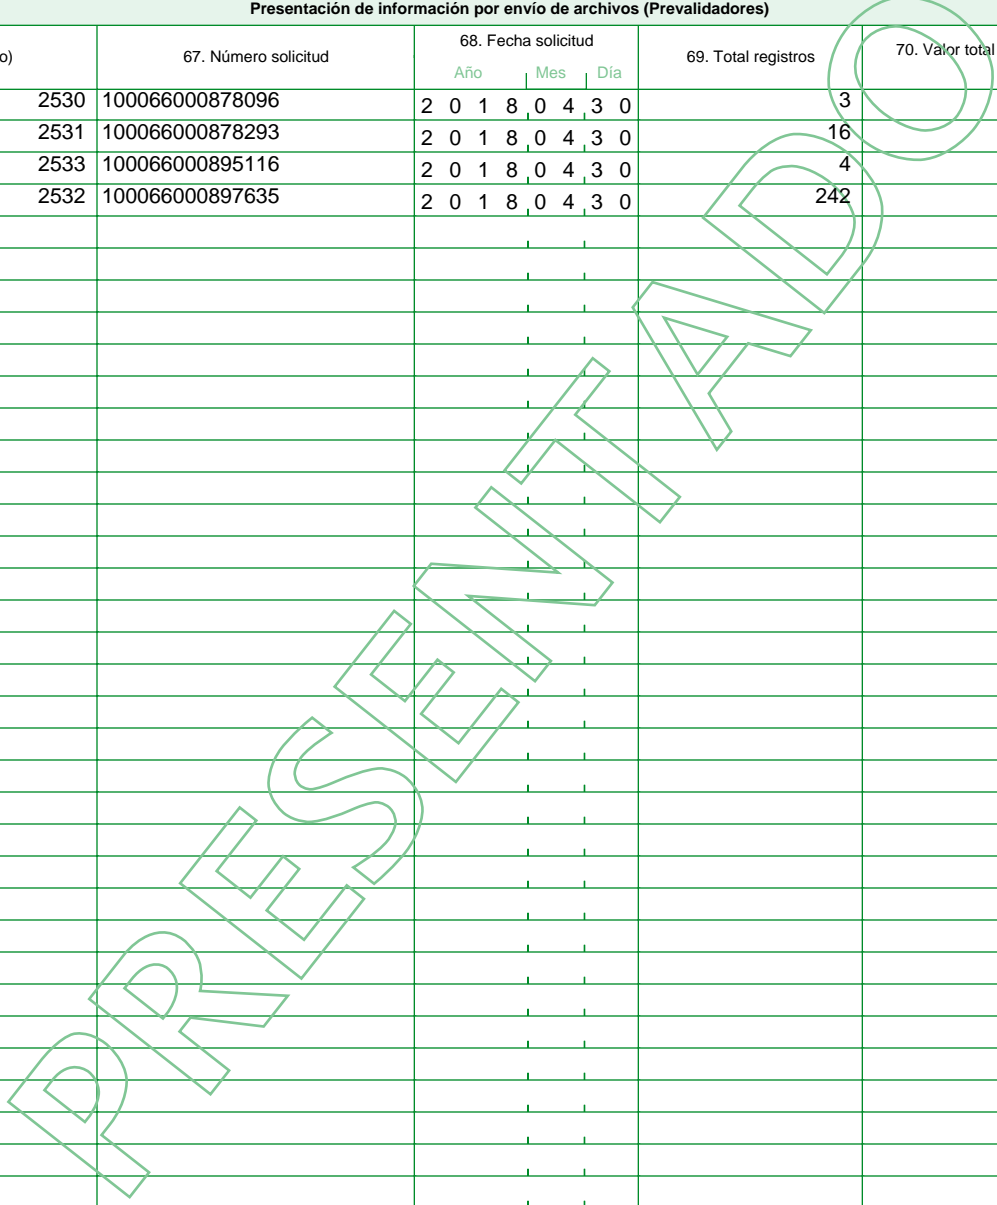 Presentación de información por envío de archivos (Prevalidadores)
o) 67. Número solicitud 68. Fecha solicitud 69. Total registros 70. Valor total
Año Mes Día
2530 100066000878096 2 0 1 8 0 4 3 0 3
2531 100066000878293 2 0 1 8 0 4 3 0 16
2533 100066000895116 2 0 1 8 0 4 3 0 4
2532 100066000897635 2 0 1 8 0 4 3 0 242
PRESENTADO